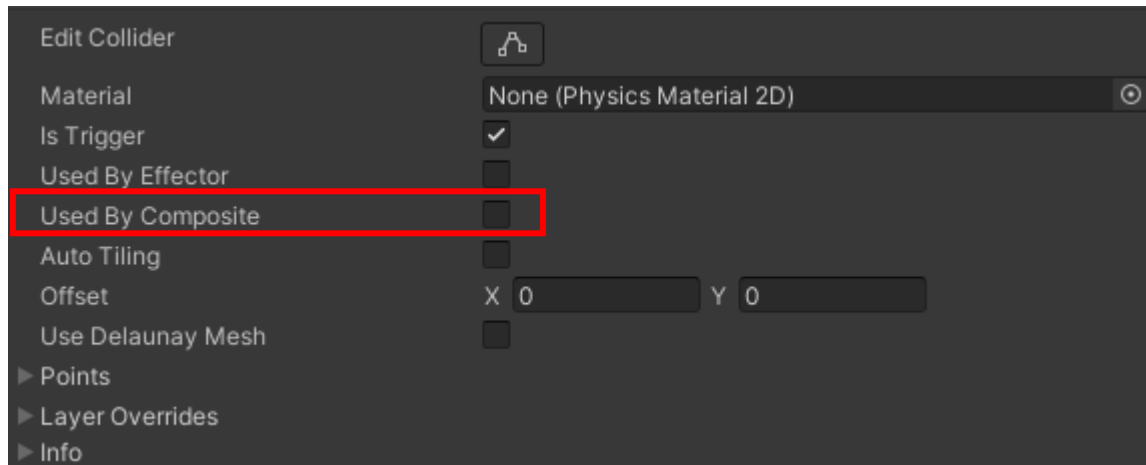 Edit Collider
Material None (Physics Material 2D)
Is Trigger
Used By Effector
Used By Composite
Auto Tiling
Offset X 0 Y 0
Use Delaunay Mesh
Points
Layer Overrides
Info